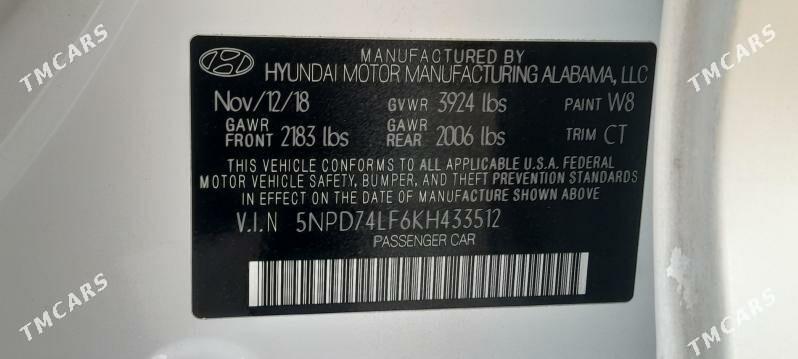 MANUFACTURED BY
HYUNDAI MOTOR MANUFACTURING ALABAMA, LLC
Nov/12/18 GVWR 3924 lbs PAINT W8
GAWR FRONT 2183 lbs GAWR REAR 2006 lbs TRIM CT
THIS VEHICLE CONFORMS TO ALL APPLICABLE U.S.A. FEDERAL
MOTOR VEHICLE SAFETY, BUMPER, AND THEFT PREVENTION STANDARDS
IN EFFECT ON THE DATE OF MANUFACTURE SHOWN ABOVE.
V.I.N 5NPD74LF6KH433512
PASSENGER CAR
TMCARS
TMCARS
TMCARS
TMCARS